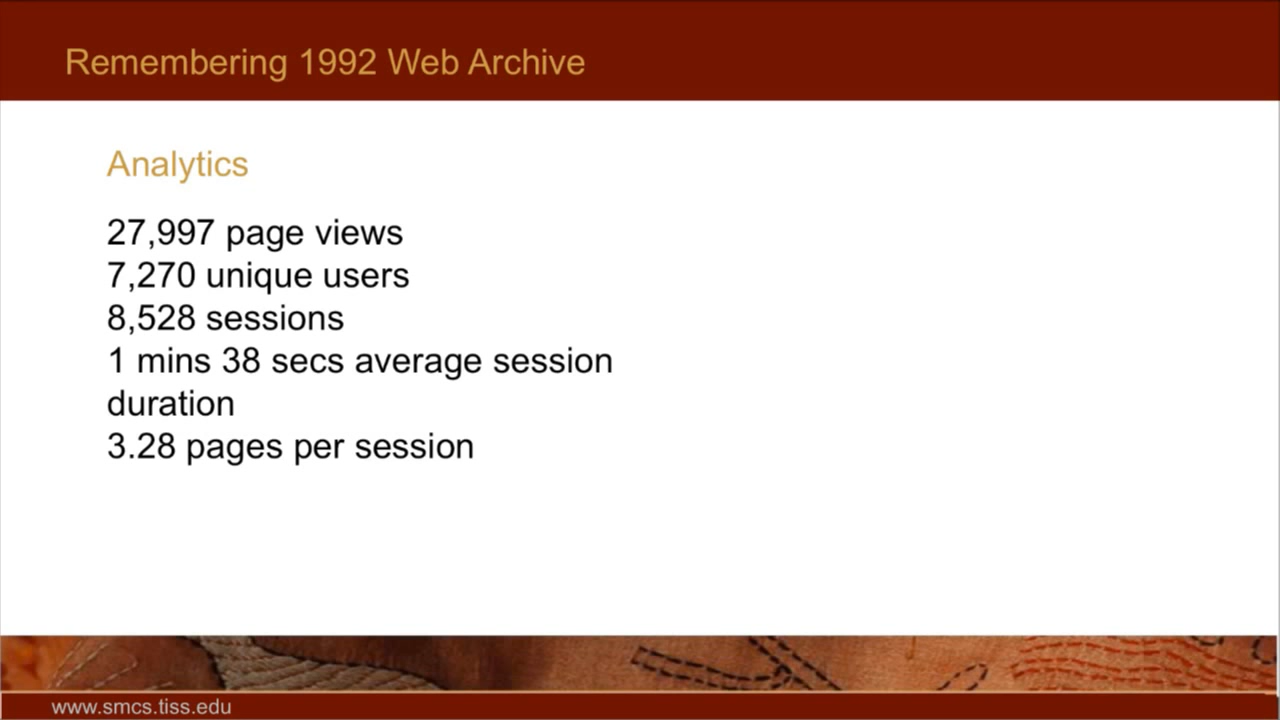 Remembering 1992 Web Archive
Analytics
27,997 page views
7,270 unique users
8,528 sessions
1 mins 38 secs average session
duration
3.28 pages per session
www.smcs.tiss.edu